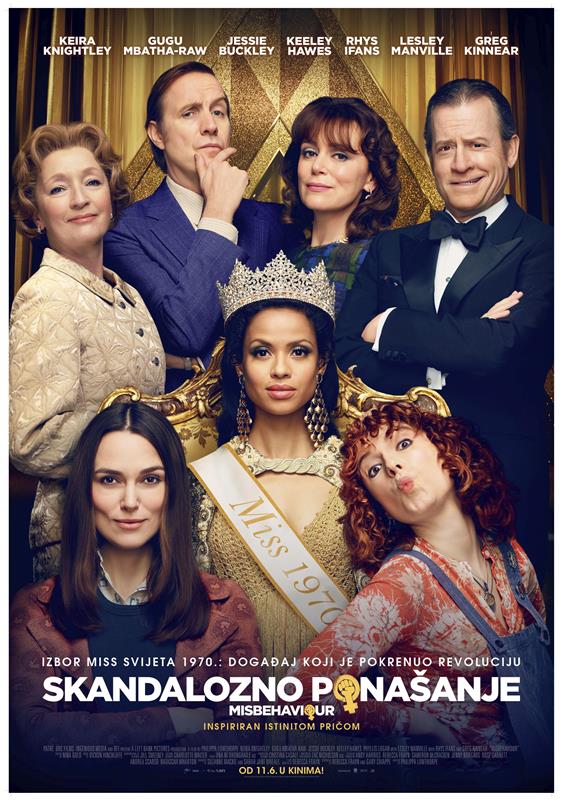 KEIRA KNIGHTLEY
GUGU MBATHA-RAW
JESSIE BUCKLEY
KEELEY HAWES
RHYS IFANS
LESLEY MANVILLE
GREG KINNEAR
Miss 1970
IZBOR MISS SVIJETA 1970.: DOGAĐAJ KOJI JE POKRENUO REVOLUCIJU
SKANDALOZNO PONAŠANJE
MISBEHAVIOUR
INSPIRIRAN ISTINITOM PRIČOM
OD 11.6. U KINIMA!